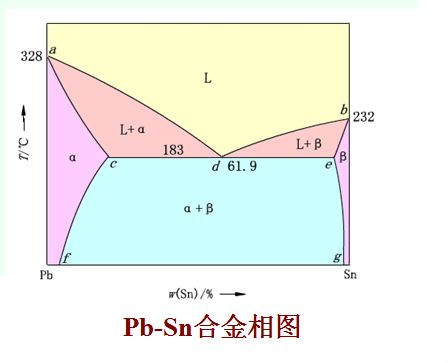 a
328
L
b
232
T/℃
L+α
183
L+β
α
c
d
61.9
e
β
α+β
f
g
Pb
Sn
w(Sn)/%
Pb-Sn合金相图